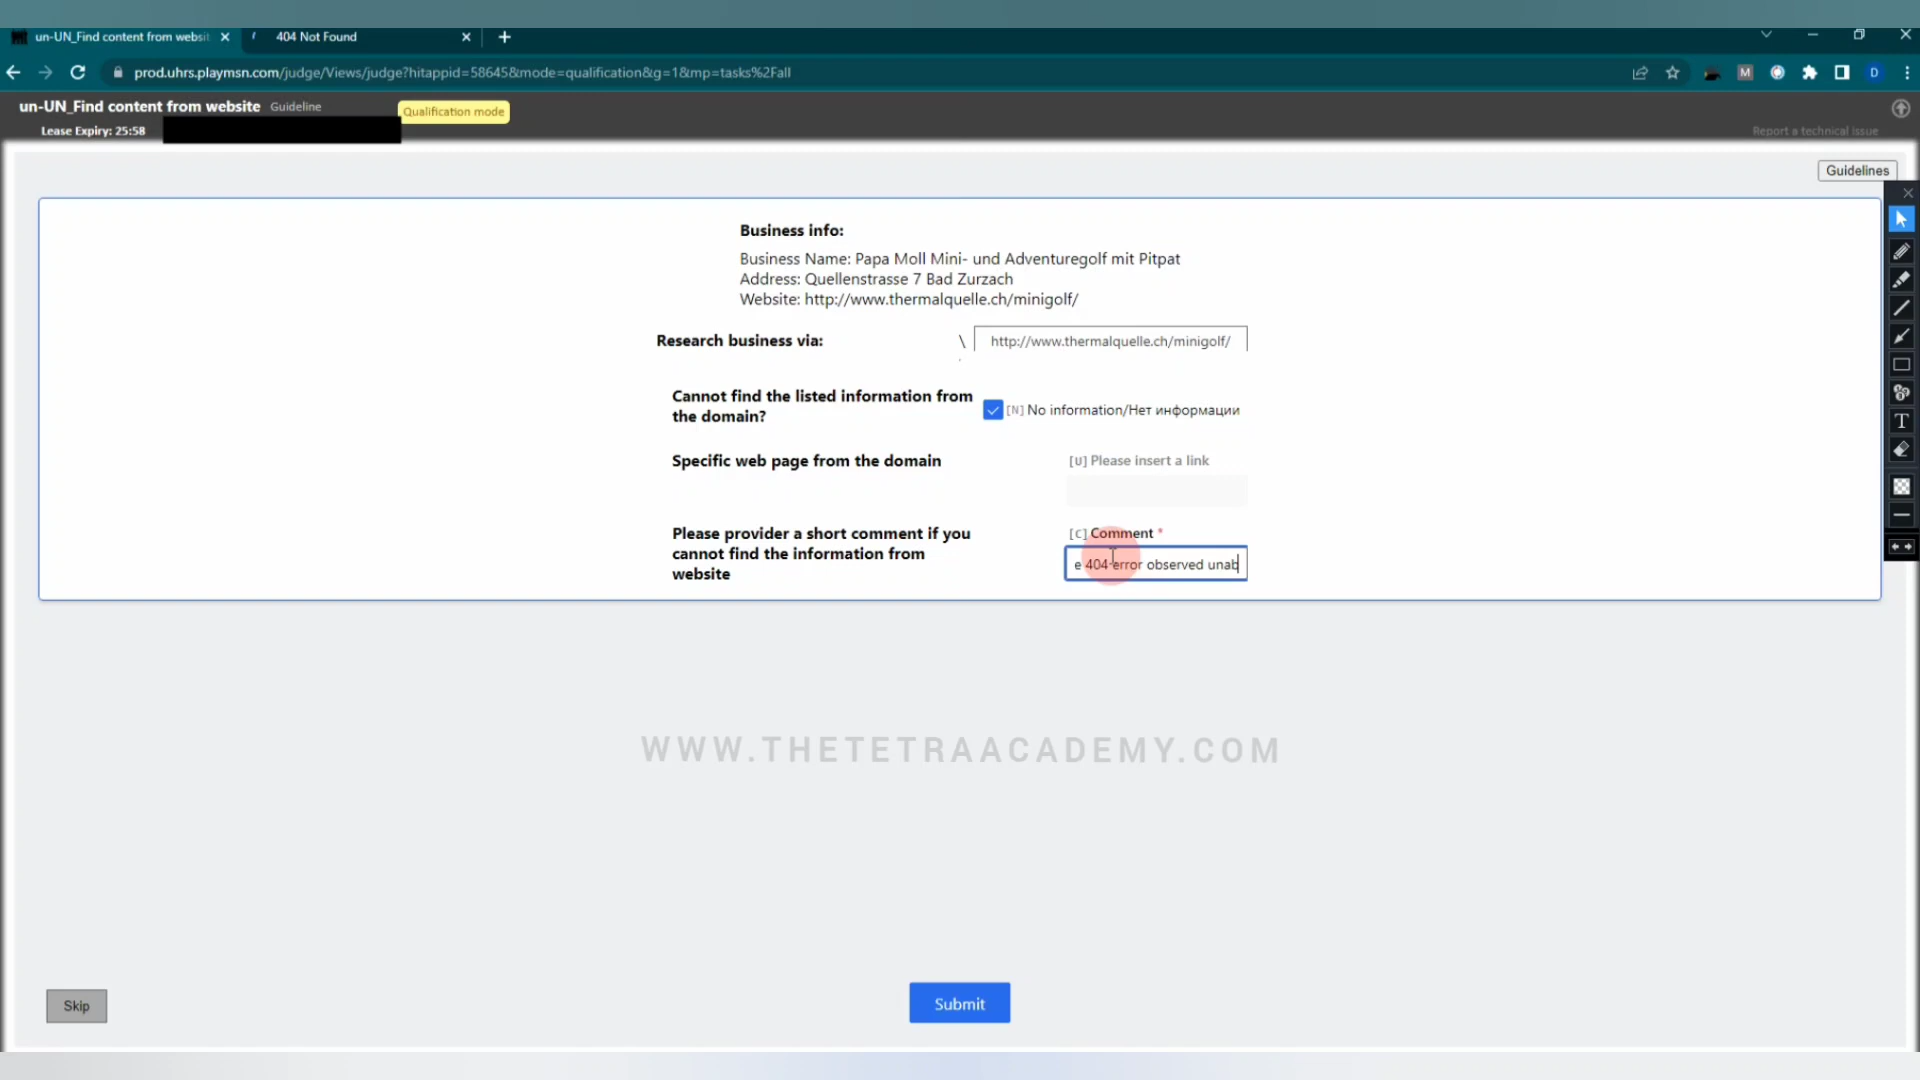 un-UN_Find content from websit
404 Not Found
prod.uhrs.playmsn.com/judge/Views/judge?hitappid=58645&mode=qualification&g=1&mp=tasks%2Fall
M
D
un-UN_Find content from website Guideline
Qualification mode
Lease Expiry: 25:58
Report a technical issue
Guidelines
Business info:
Business Name: Papa Moll Mini- und Adventuregolf mit Pitpat
Address: Quellenstrasse 7 Bad Zurzach
Website: http://www.thermalquelle.ch/minigolf/
Research business via: \ http://www.thermalquelle.ch/minigolf/
Cannot find the listed information from
the domain?
[N] No information/Нет информации
Specific web page from the domain
[U] Please insert a link
Please provider a short comment if you
cannot find the information from
website
[C] Comment *
e 404 error observed unab
T
WWW.THETETRAACADEMY.COM
Skip
Submit